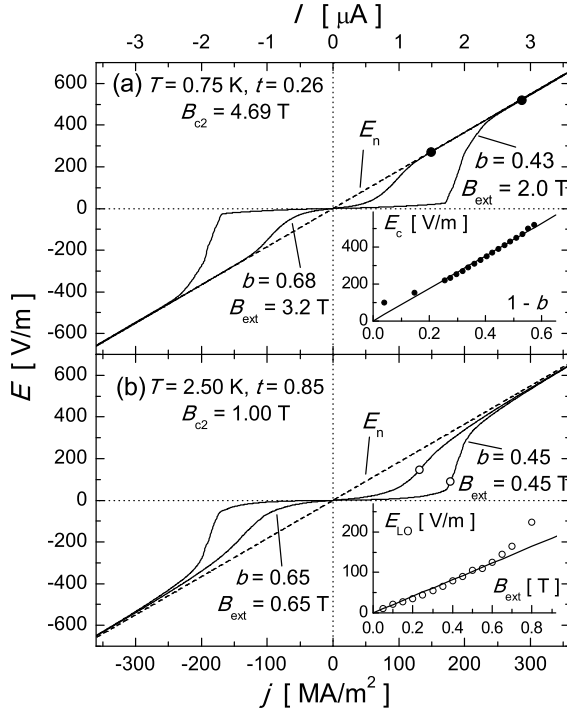 I [ μA ]
-3 -2 -1 0 1 2 3
(a) T = 0.75 K, t = 0.26
B_c2 = 4.69 T
E_n
b = 0.43
B_ext = 2.0 T
b = 0.68
B_ext = 3.2 T
600
400
200
0
-200
-400
-600
E_c [V/m]
400
200
0
0.0 0.2 0.4 0.6
1 - b
E [ V/m ]
(b) T = 2.50 K, t = 0.85
B_c2 = 1.00 T
E_n
b = 0.45
B_ext = 0.45 T
b = 0.65
B_ext = 0.65 T
600
400
200
0
-200
-400
-600
E_LO [V/m]
200
100
0
0.0 0.2 0.4 0.6 0.8
B_ext [ T ]
-300 -200 -100 0 100 200 300
j [ MA/m² ]